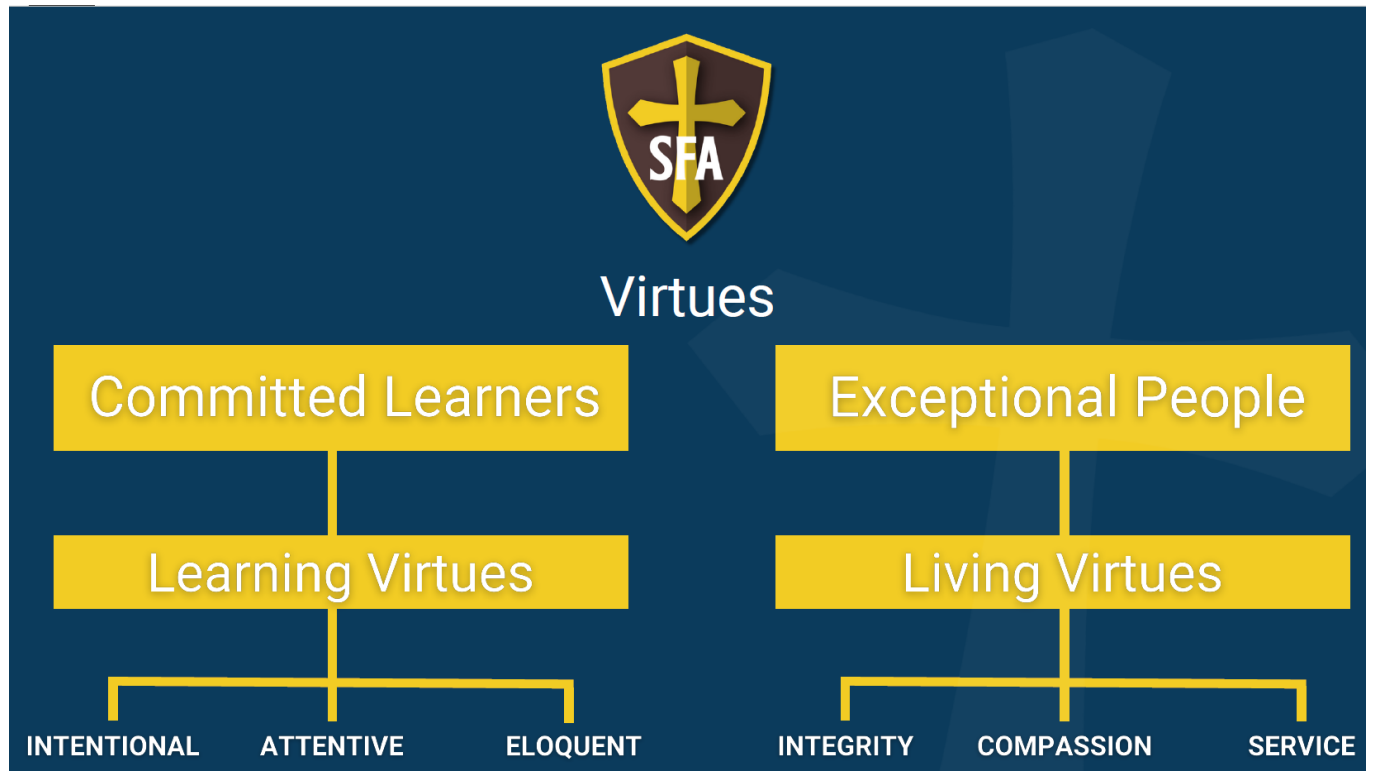 SFA
Virtues
Committed Learners
Exceptional People
Learning Virtues
Living Virtues
INTENTIONAL ATTENTIVE ELOQUENT
INTEGRITY COMPASSION SERVICE